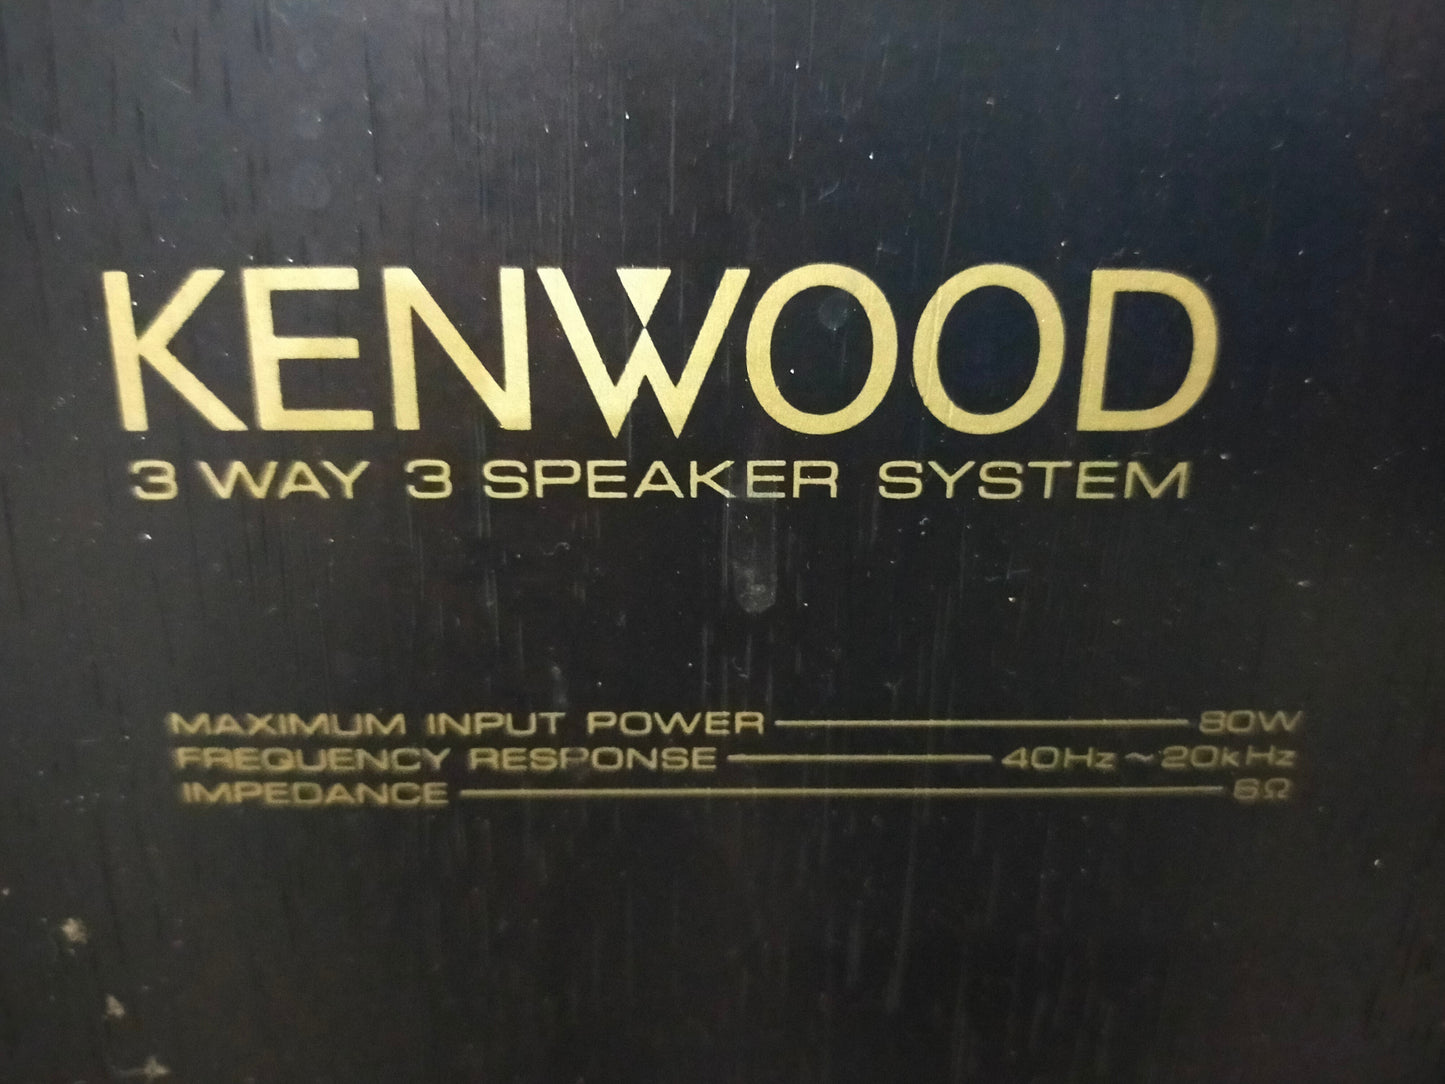 KENWOOD
3 WAY 3 SPEAKER SYSTEM
MAXIMUM INPUT POWER 80W
FREQUENCY RESPONSE 40Hz ~ 20kHz
IMPEDANCE 6Ω